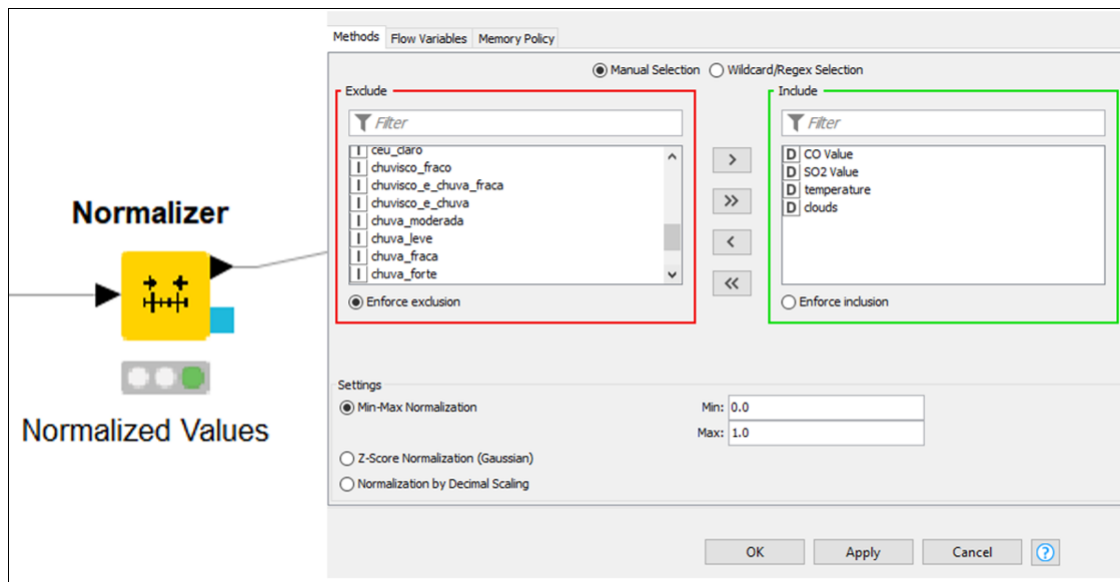 Normalizer
Normalized Values
Methods Flow Variables Memory Policy
Manual Selection Wildcard/Regex Selection
Exclude
Filter
I ceu_claro
I chuvisco_fraco
I chuvisco_e_chuva_fraca
I chuvisco_e_chuva
I chuva_moderada
I chuva_leve
I chuva_fraca
I chuva_forte
Enforce exclusion
>
>>
<
<<
Include
Filter
D CO Value
D SO2 Value
D temperature
D clouds
Enforce inclusion
Settings
Min-Max Normalization Min: 0.0
Max: 1.0
Z-Score Normalization (Gaussian)
Normalization by Decimal Scaling
OK Apply Cancel ?